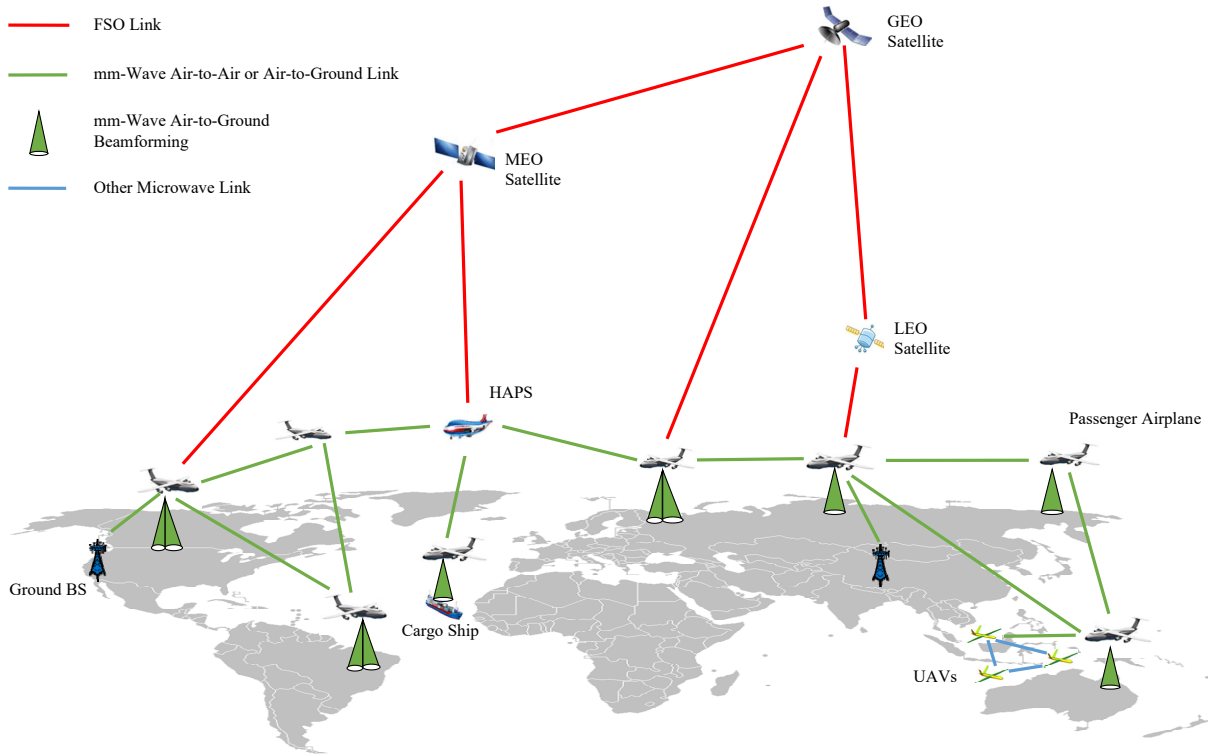 FSO Link
mm-Wave Air-to-Air or Air-to-Ground Link
mm-Wave Air-to-Ground
Beamforming
Other Microwave Link
GEO
Satellite
MEO
Satellite
LEO
Satellite
HAPS
Passenger Airplane
Ground BS
Cargo Ship
UAVs